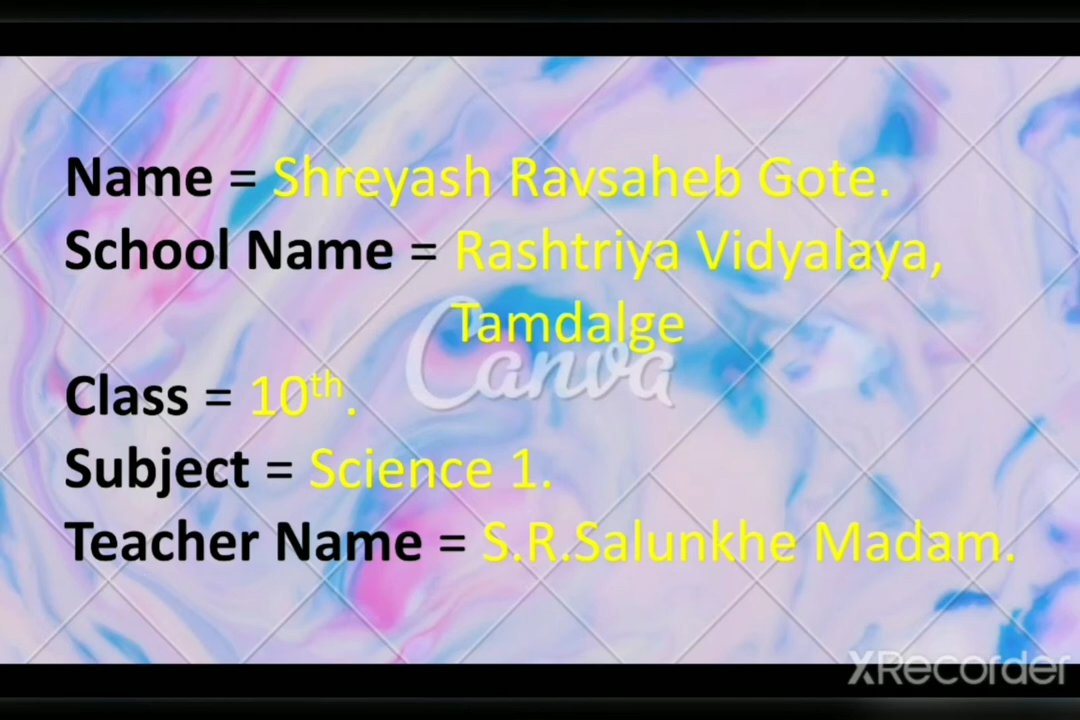 Name = Shreyash Ravsaheb Gote.
School Name = Rashtriya Vidyalaya,
Tamdalge
Canva
Class = 10th.
Subject = Science 1.
Teacher Name = S.R.Salunkhe Madam.
XRecorder